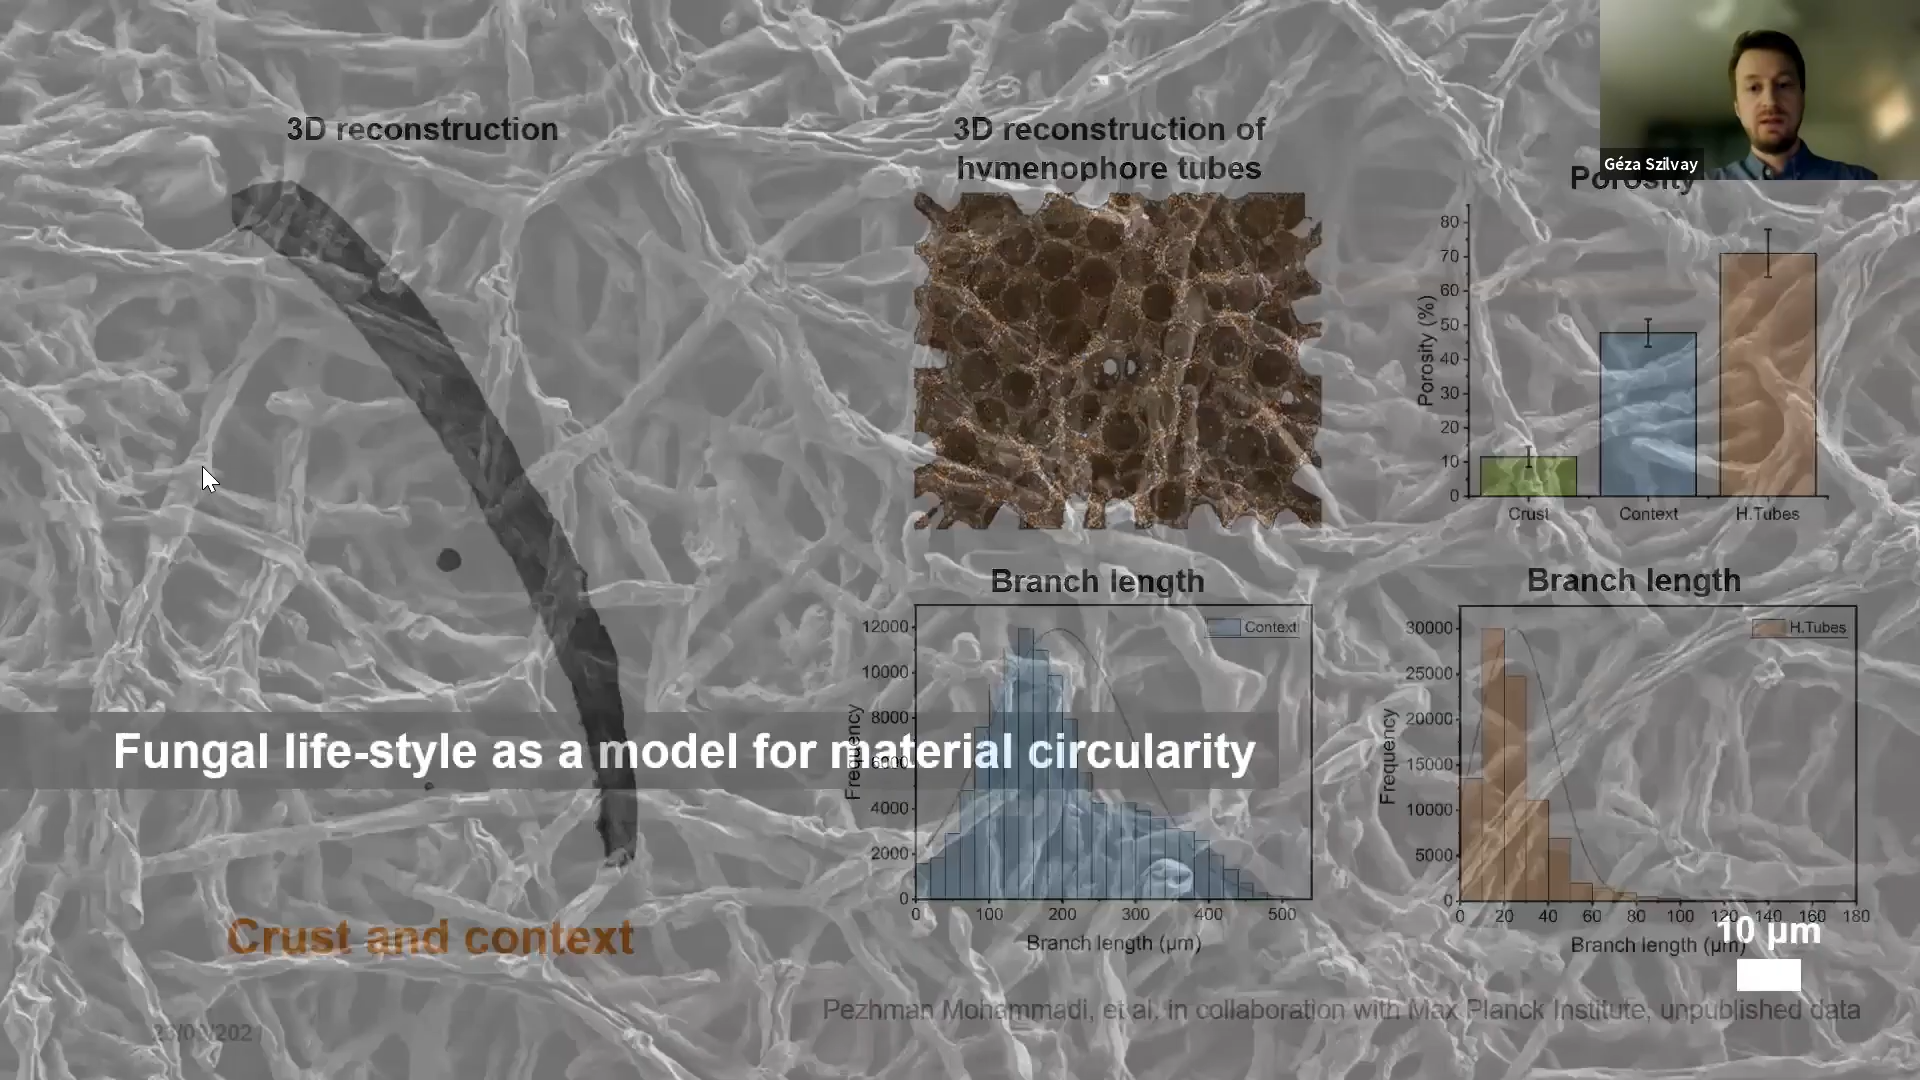 Géza Szilvay
3D reconstruction
3D reconstruction of
hymenophore tubes
Porosity
Porosity (%)
80
70
60
50
40
30
20
10
0
Crust
Context
H.Tubes
Branch length
Context
Frequency
12000
10000
8000
6000
4000
2000
0
0
100
200
300
400
500
Branch length (µm)
Branch length
H.Tubes
Frequency
30000
25000
20000
15000
10000
5000
0
0
20
40
60
80
100
120
140
160
180
Branch length (µm)
Fungal life-style as a model for material circularity
Crust and context
10 µm
Pezhman Mohammadi, et al. in collaboration with Max Planck Institute, unpublished data